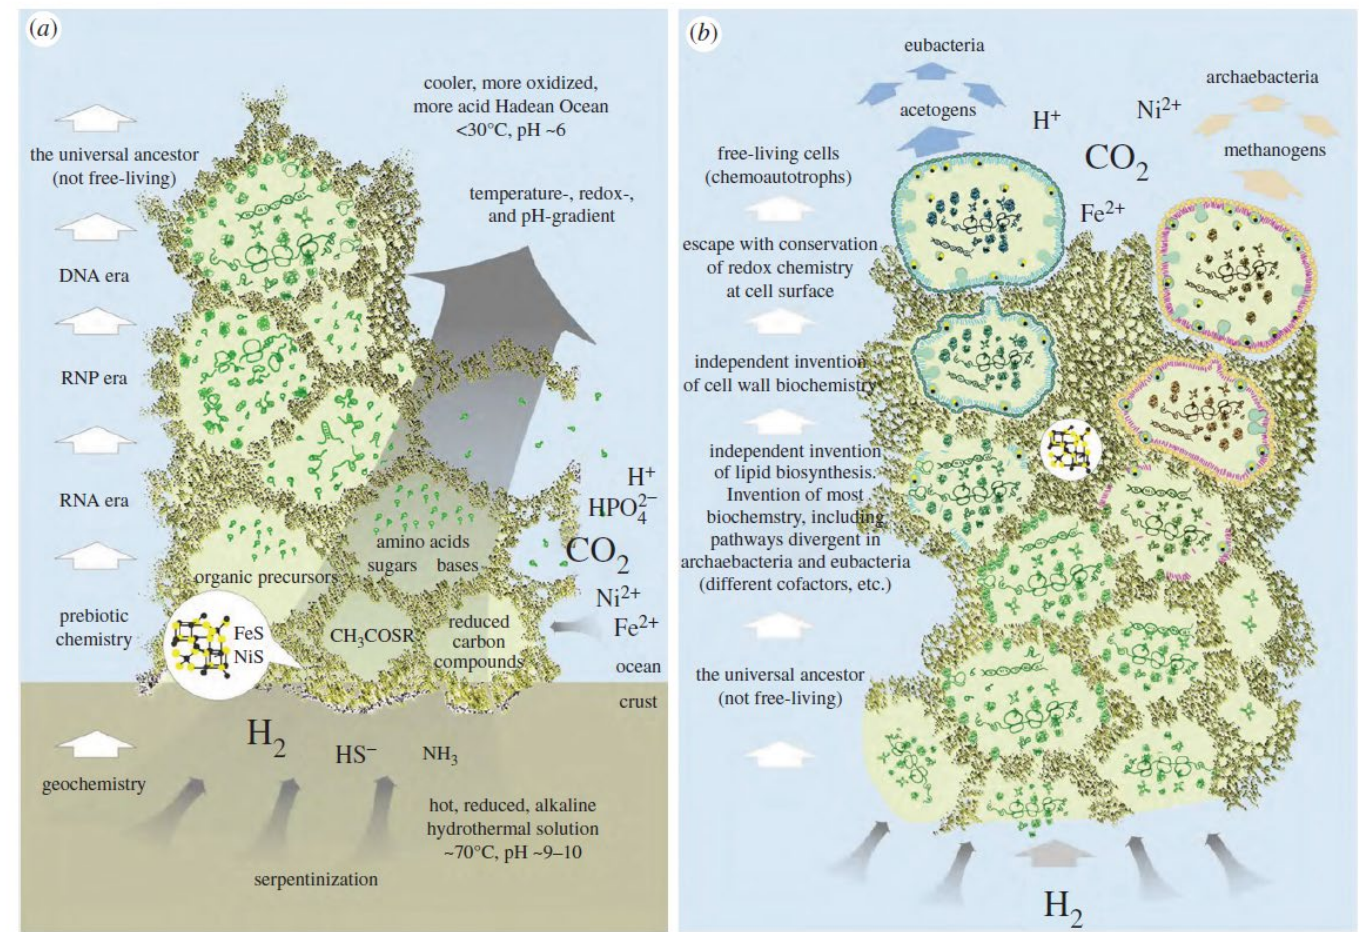 (a)
cooler, more oxidized,
more acid Hadean Ocean
<30°C, pH ~6
the universal ancestor
(not free-living)
temperature-, redox-,
and pH-gradient
DNA era
RNP era
RNA era
H+
HPO4 2–
CO2
amino acids
sugars bases
organic precursors
Ni2+
Fe2+
prebiotic
chemistry
FeS
NiS
CH3COSR
reduced
carbon
compounds
ocean
crust
H2
HS–
NH3
geochemistry
hot, reduced, alkaline
hydrothermal solution
~70°C, pH ~9–10
serpentinization
(b)
eubacteria
acetogens
archaebacteria
methanogens
H+
Ni2+
CO2
Fe2+
free-living cells
(chemoautotrophs)
escape with conservation
of redox chemistry
at cell surface
independent invention
of cell wall biochemistry
independent invention
of lipid biosynthesis.
Invention of most
biochemstry, including
pathways divergent in
archaebacteria and eubacteria
(different cofactors, etc.)
the universal ancestor
(not free-living)
H2